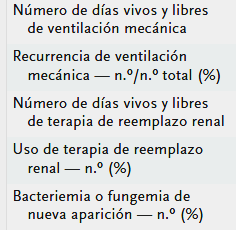 Número de días vivos y libres
de ventilación mecánica
Recurrencia de ventilación
mecánica — n.º/n.º total (%)
Número de días vivos y libres
de terapia de reemplazo renal
Uso de terapia de reemplazo
renal — n.º (%)
Bacteriemia o fungemia de
nueva aparición — n.º (%)